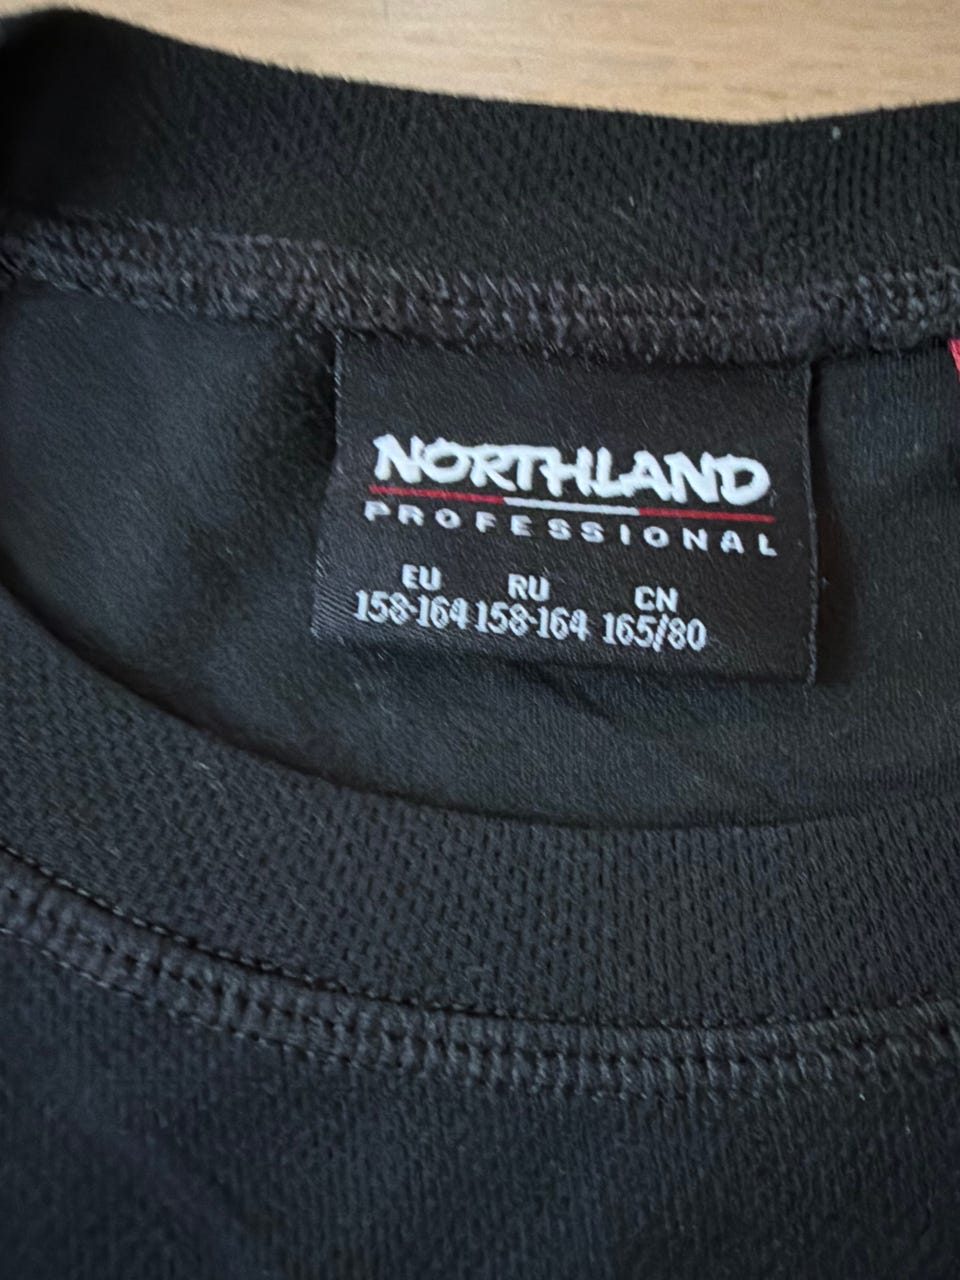 NORTHLAND
PROFESSIONAL
EU RU CN
158-164 158-164 165/80